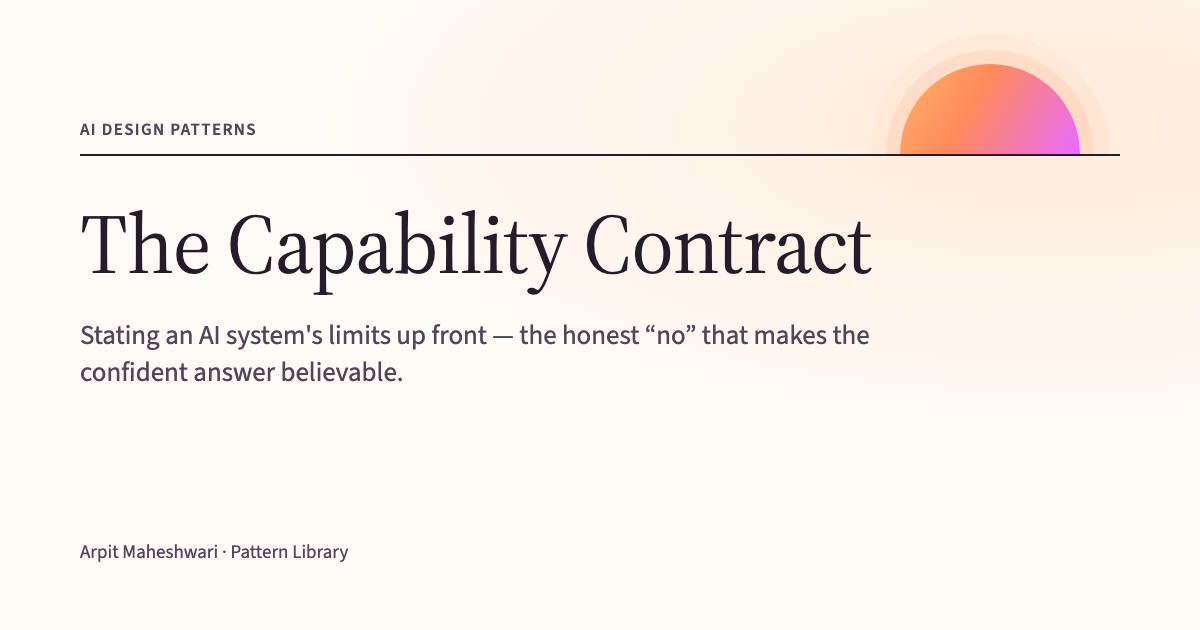 AI DESIGN PATTERNS
The Capability Contract
Stating an AI system's limits up front — the honest “no” that makes the
confident answer believable.
Arpit Maheshwari · Pattern Library